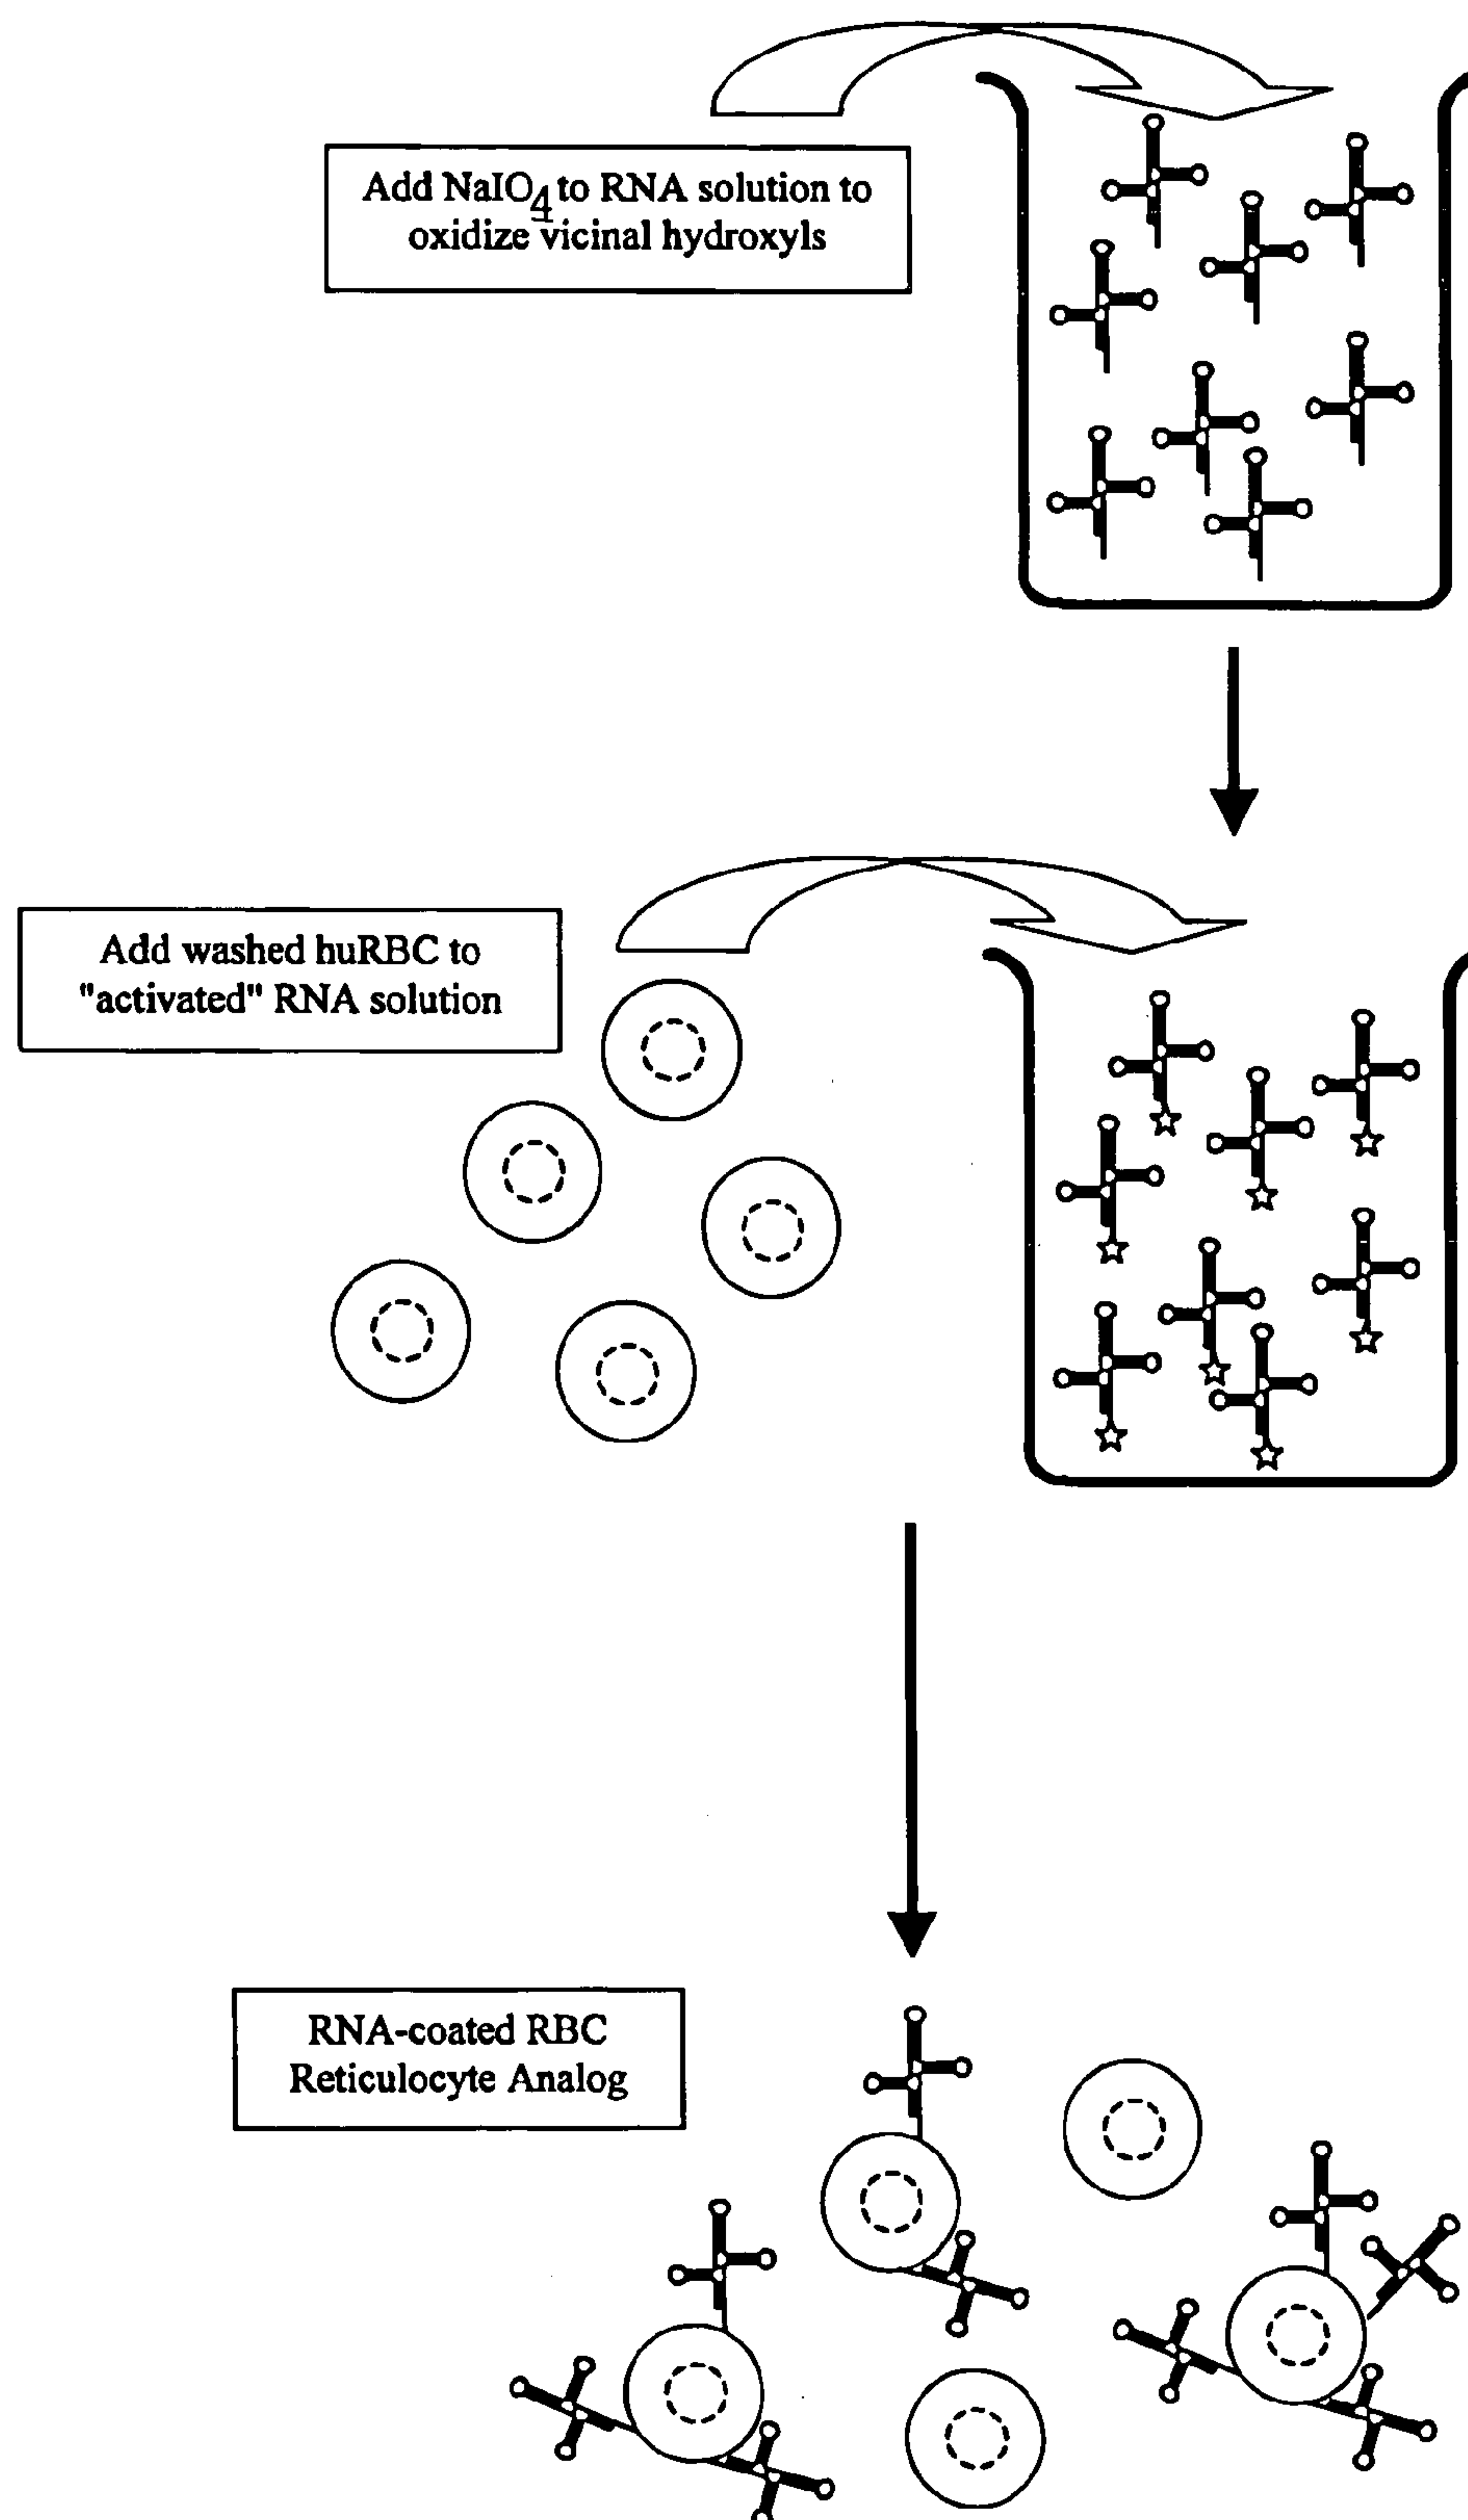 Add NaIO4 to RNA solution to
oxidize vicinal hydroxyls
Add washed huRBC to
"activated" RNA solution
RNA-coated RBC
Reticulocyte Analog